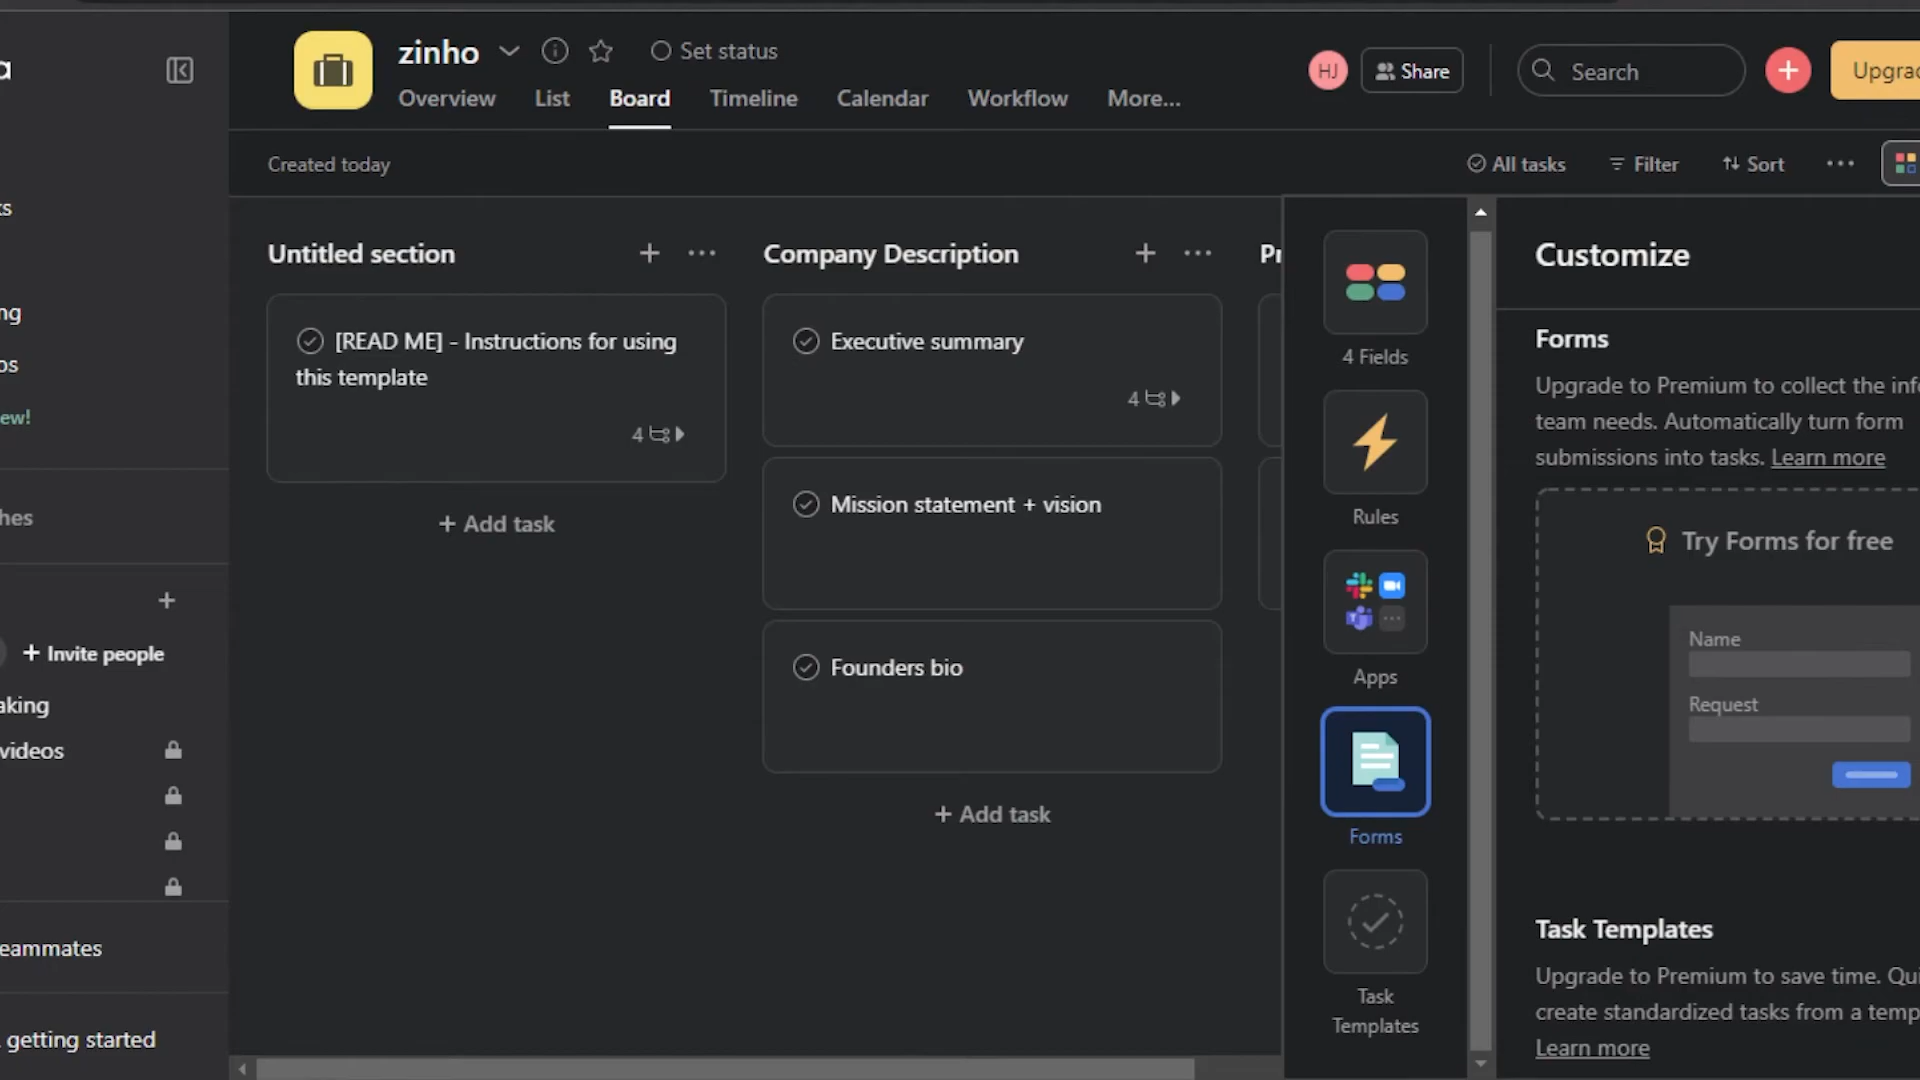 a
zinho
Set status
HJ
Share
Search
Overview
List
Board
Timeline
Calendar
Workflow
More...
Created today
All tasks
Filter
Sort
ng
ew!
Invite people
aking
videos
eammates
getting started
Untitled section
[READ ME] - Instructions for using
this template
4
+ Add task
Company Description
Executive summary
4
Mission statement + vision
Founders bio
+ Add task
4 Fields
Rules
Apps
Forms
Task
Templates
Customize
Forms
Upgrade to Premium to collect the
team needs. Automatically turn form
submissions into tasks. Learn more
Try Forms for free
Name
Request
Task Templates
Upgrade to Premium to save time.
create standardized tasks from a
Learn more